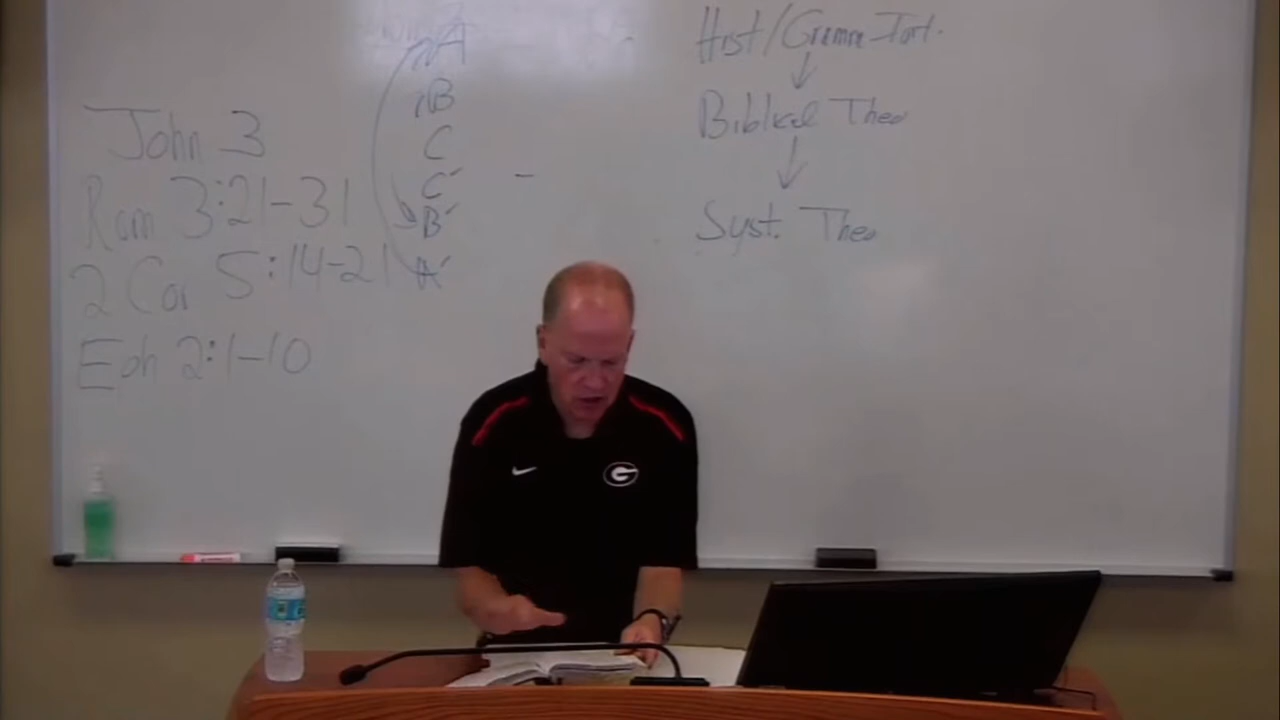 John 3
Rom 3:21-31
2 Cor 5:14-21
Eph 2:1-10
A
B
C
C´
B´
A´
Hist/Gramm Int.
Biblical Theo
Syst. Theo
G